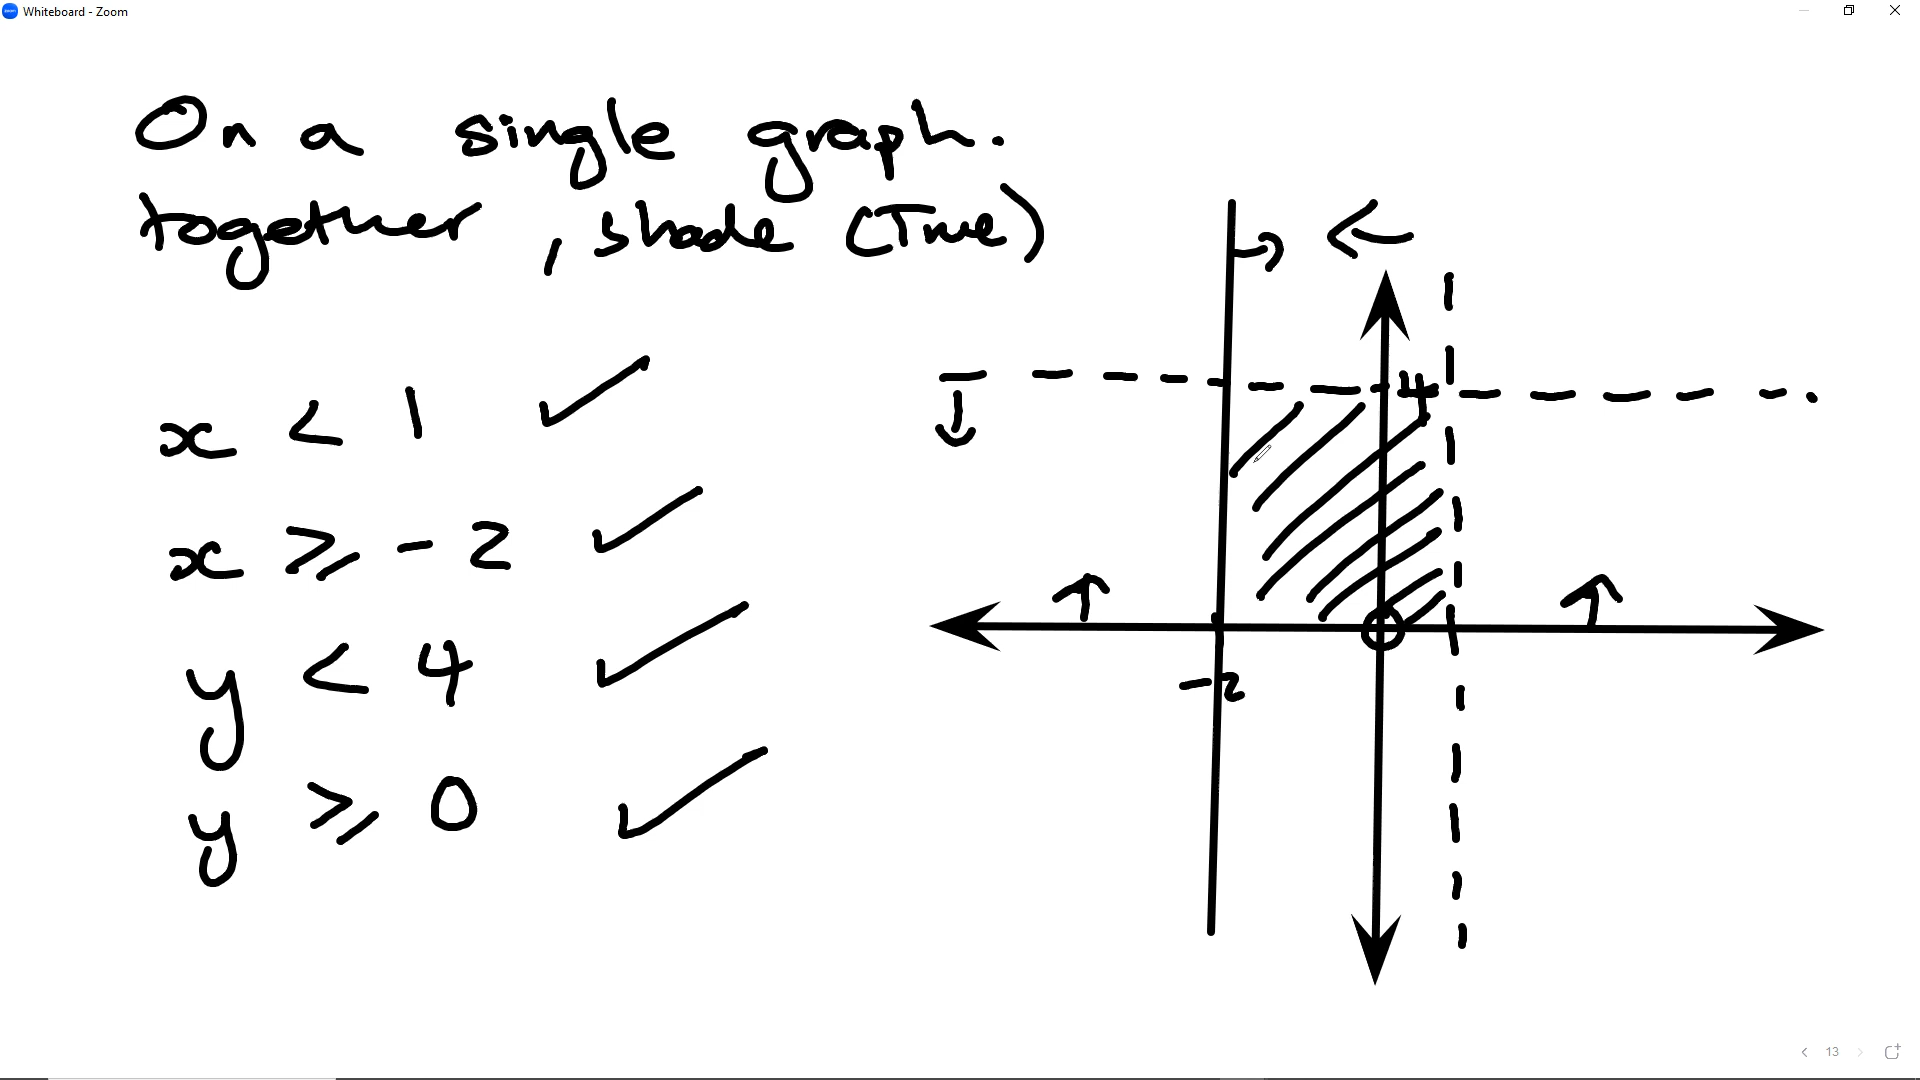 Whiteboard - Zoom
On a single graph.
together, shade (True)
x < 1 ✓
x ⩾ -2 ✓
y < 4 ✓
y ⩾ 0 ✓
4
-2
13